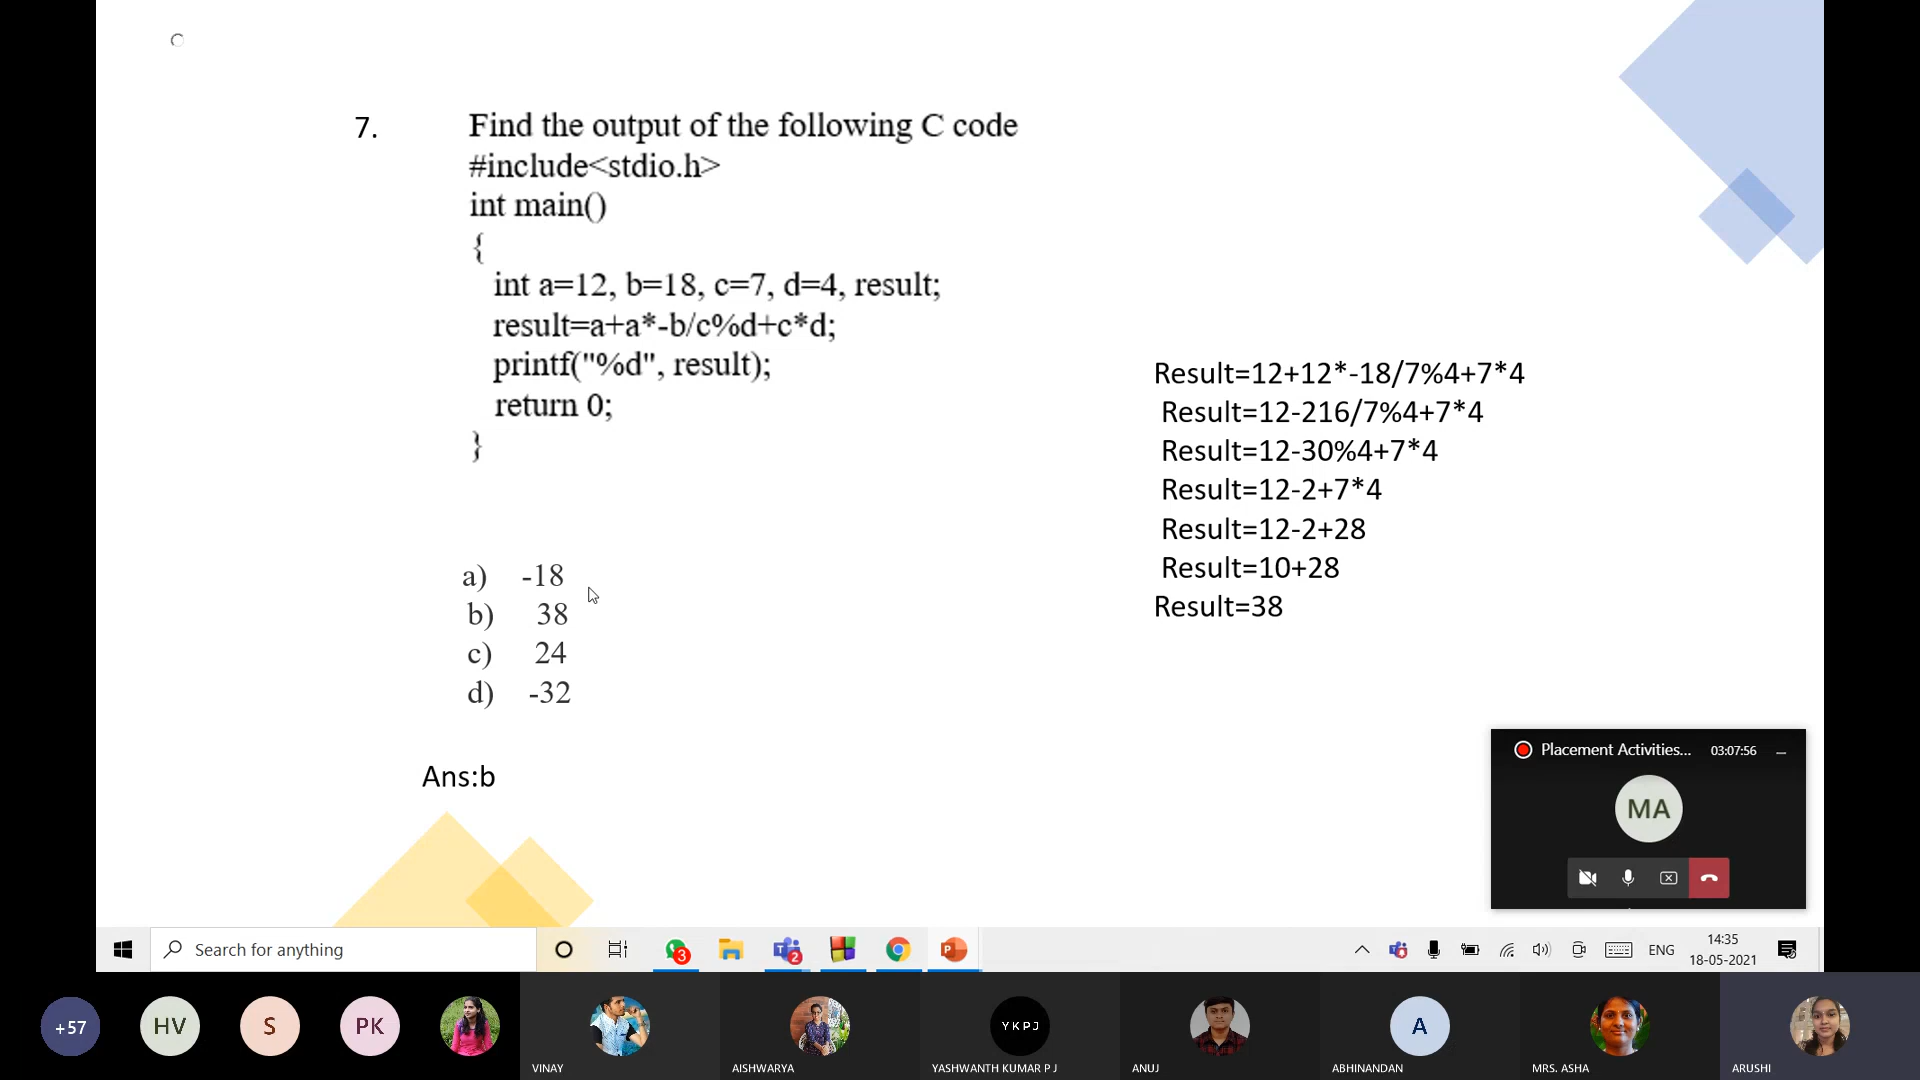 7.
Find the output of the following C code
#include<stdio.h>
int main()
{
int a=12, b=18, c=7, d=4, result;
result=a+a*-b/c%d+c*d;
printf("%d", result);
return 0;
}
a) -18
b) 38
c) 24
d) -32
Ans:b
Result=12+12*-18/7%4+7*4
Result=12-216/7%4+7*4
Result=12-30%4+7*4
Result=12-2+7*4
Result=12-2+28
Result=10+28
Result=38
Placement Activities... 03:07:56
MA
Search for anything
3
2
ENG
14:35
18-05-2021
+57
HV
S
PK
YKPJ
A
VINAY
AISHWARYA
YASHWANTH KUMAR P J
ANUJ
ABHINANDAN
MRS. ASHA
ARUSHI